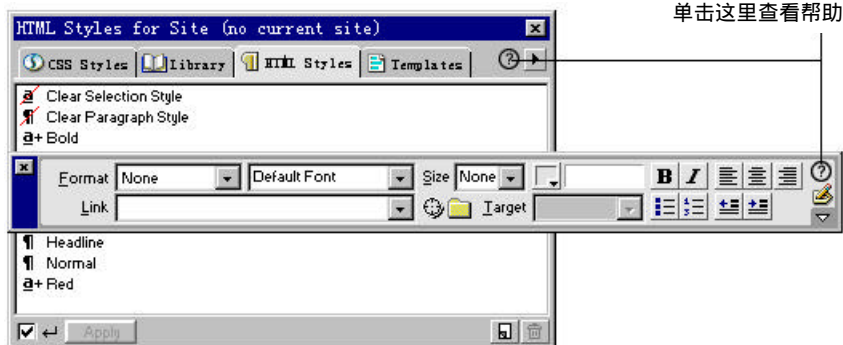 单击这里查看帮助
HTML Styles for Site (no current site)
CSS Styles Library HTML Styles Templates
Clear Selection Style
Clear Paragraph Style
a+ Bold
Format None Default Font Size None B I
Link Target
Headline
Normal
a+ Red
Apply